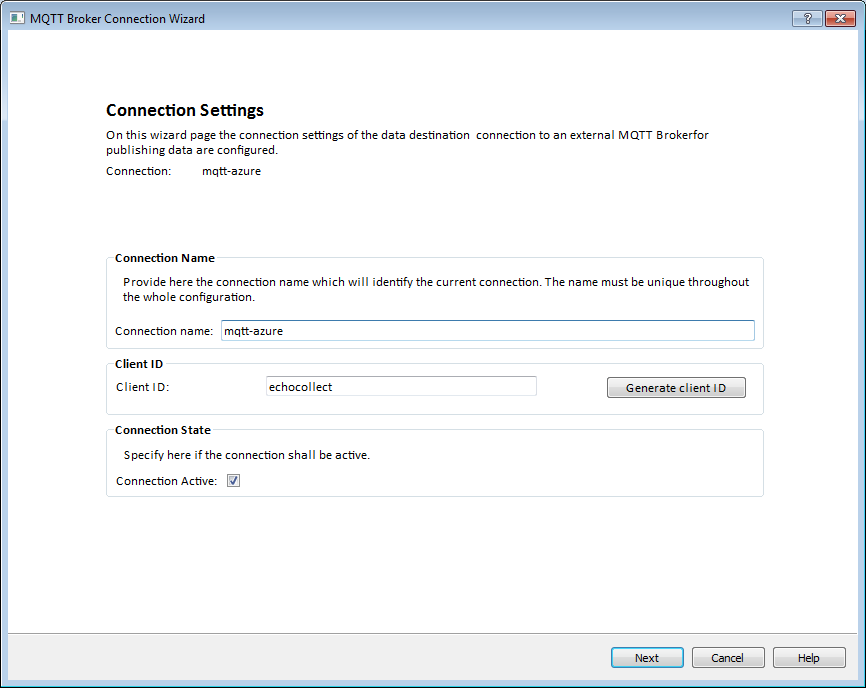 MQTT Broker Connection Wizard
?
Connection Settings
On this wizard page the connection settings of the data destination  connection to an external MQTT Brokerfor
publishing data are configured.
Connection: mqtt-azure
Connection Name
Provide here the connection name which will identify the current connection. The name must be unique throughout
the whole configuration.
Connection name: mqtt-azure
Client ID
Client ID: echocollect Generate client ID
Connection State
Specify here if the connection shall be active.
Connection Active:
Next Cancel Help